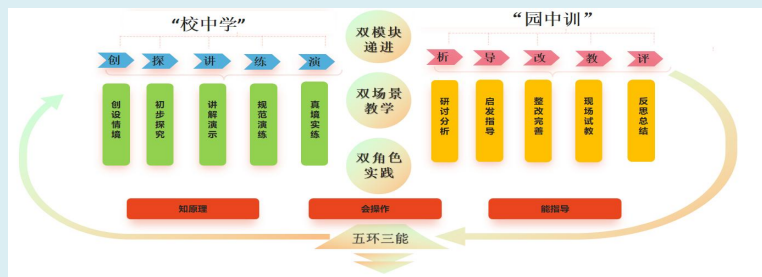 “校中学”
创 探 讲 练 演
创设情境
初步探究
讲解演示
规范演练
真境实练
双模块
递进
双场景
教学
双角色
实践
“园中训”
析 导 改 教 评
研讨分析
启发指导
整改完善
现场试教
反思总结
知原理
会操作
能指导
五环三能